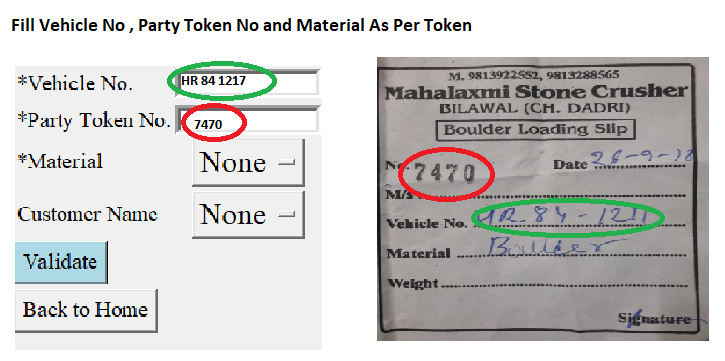 Fill Vehicle No , Party Token No and Material As Per Token
*Vehicle No. HR 84 1217
*Party Token No. 7470
*Material None
Customer Name None
Validate
Back to Home
M. 9813922552, 9813288565
Mahalaxmi Stone Crusher
BILAWAL (CH. DADRI)
Boulder Loading Slip
No. 7470 Date 26-9-18
M/s
Vehicle No. HR 84-1217
Material Boulder
Weight
Signature